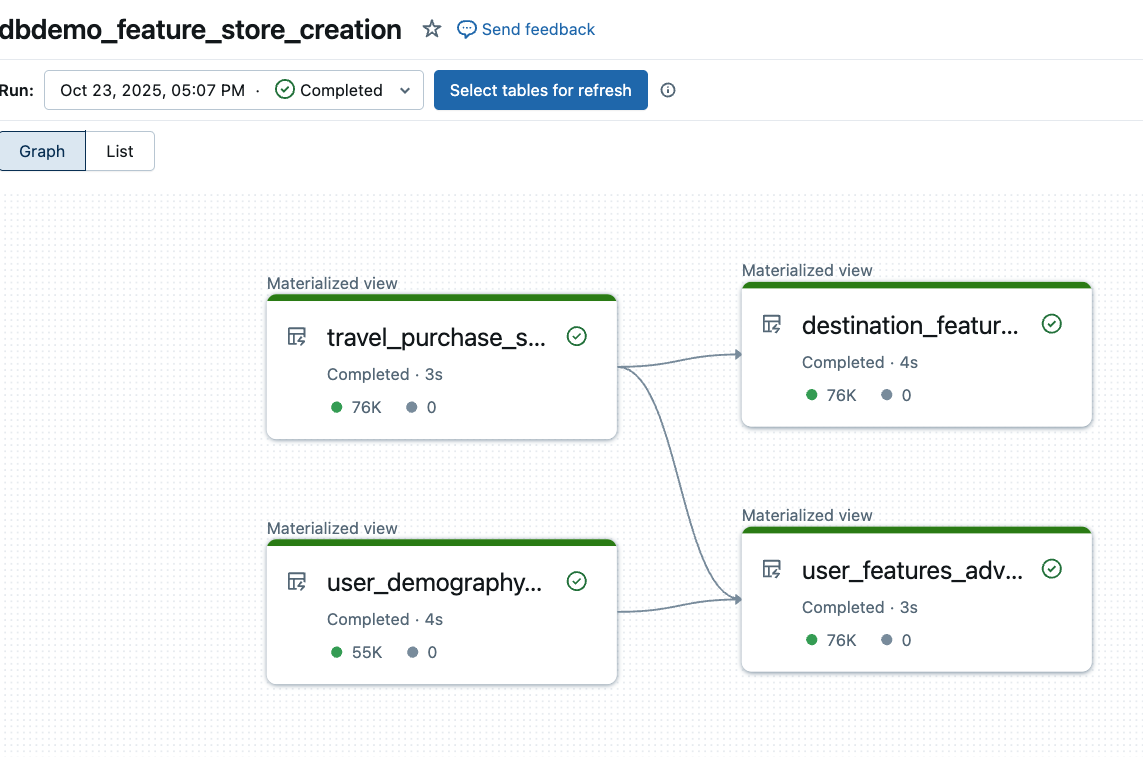 dbdemo_feature_store_creation Send feedback
Run: Oct 23, 2025, 05:07 PM · Completed Select tables for refresh
Graph List
Materialized view
travel_purchase_s...
Completed · 3s
76K 0
Materialized view
destination_featur...
Completed · 4s
76K 0
Materialized view
user_demography...
Completed · 4s
55K 0
Materialized view
user_features_adv...
Completed · 3s
76K 0